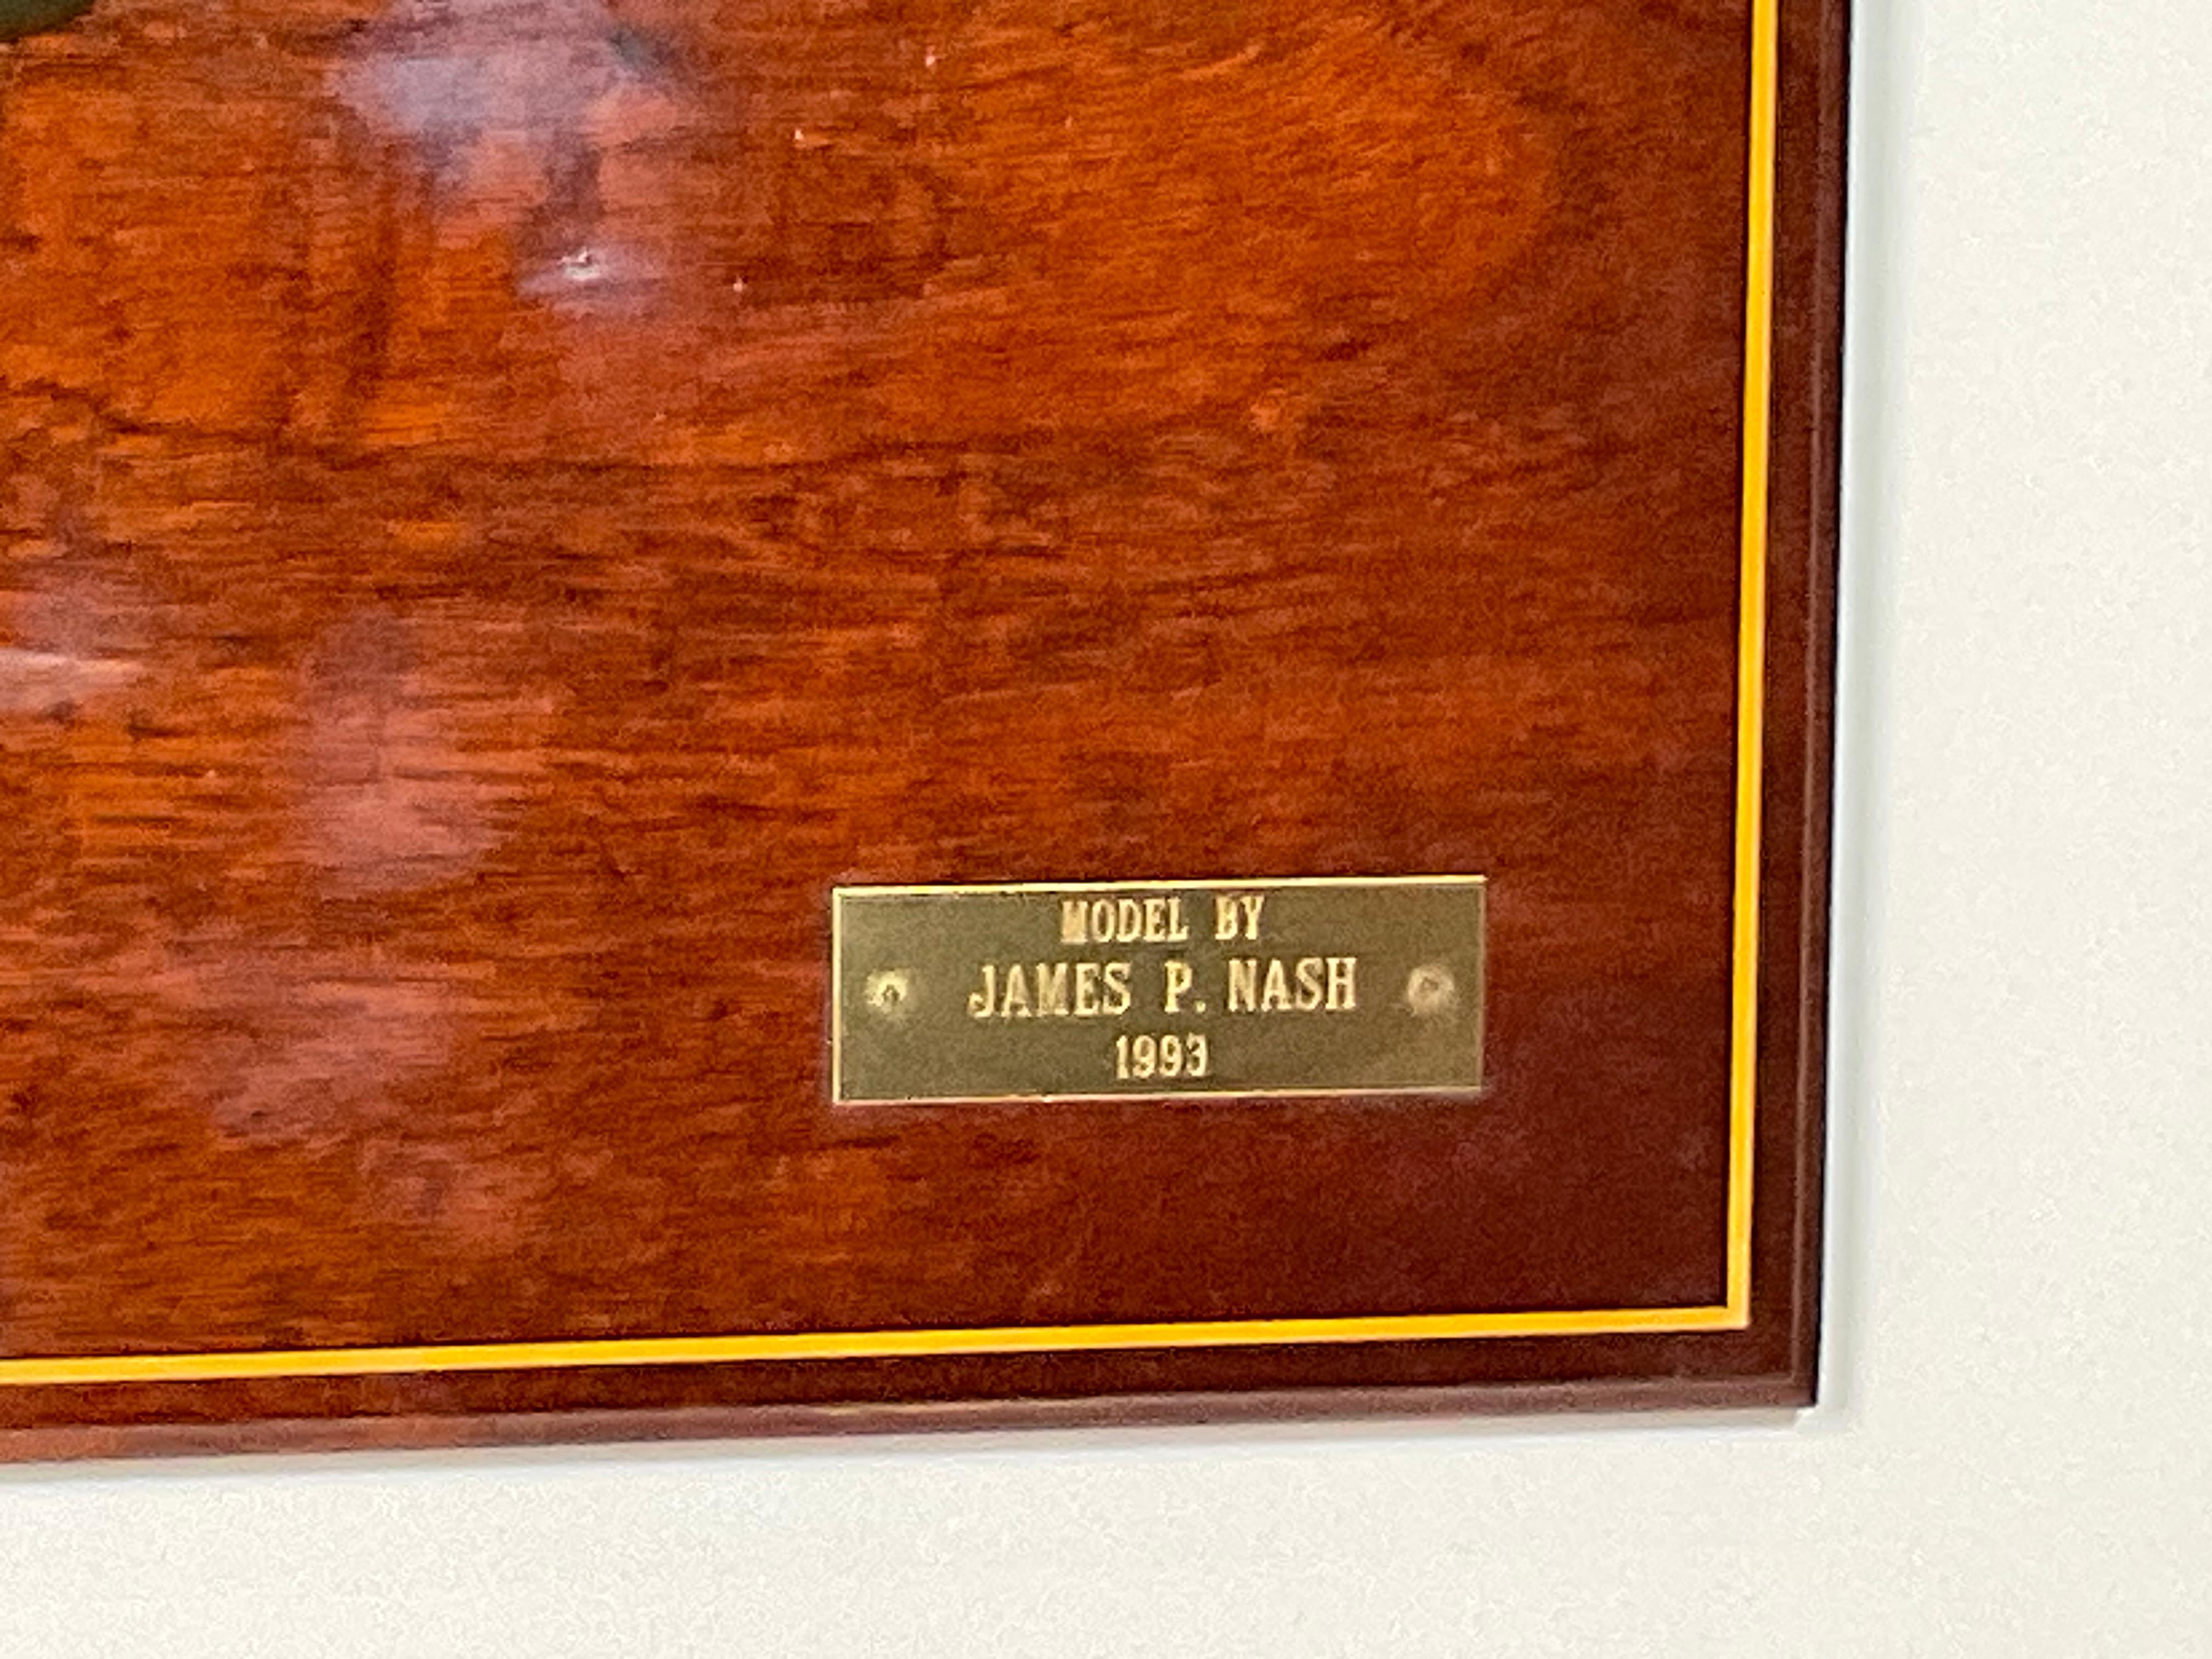 MODEL BY
JAMES P. NASH
1993